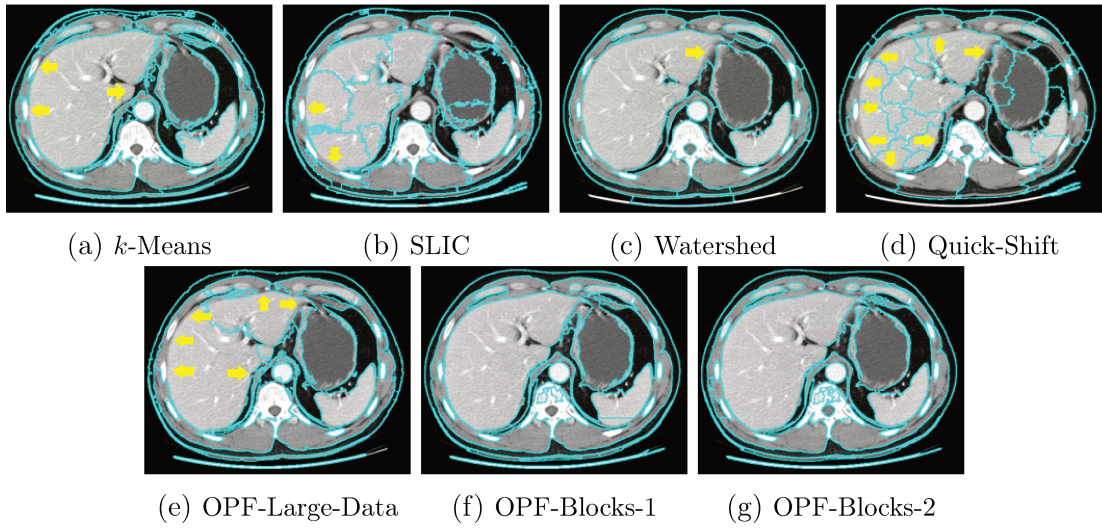 (a) k-Means
(b) SLIC
(c) Watershed
(d) Quick-Shift
(e) OPF-Large-Data
(f) OPF-Blocks-1
(g) OPF-Blocks-2